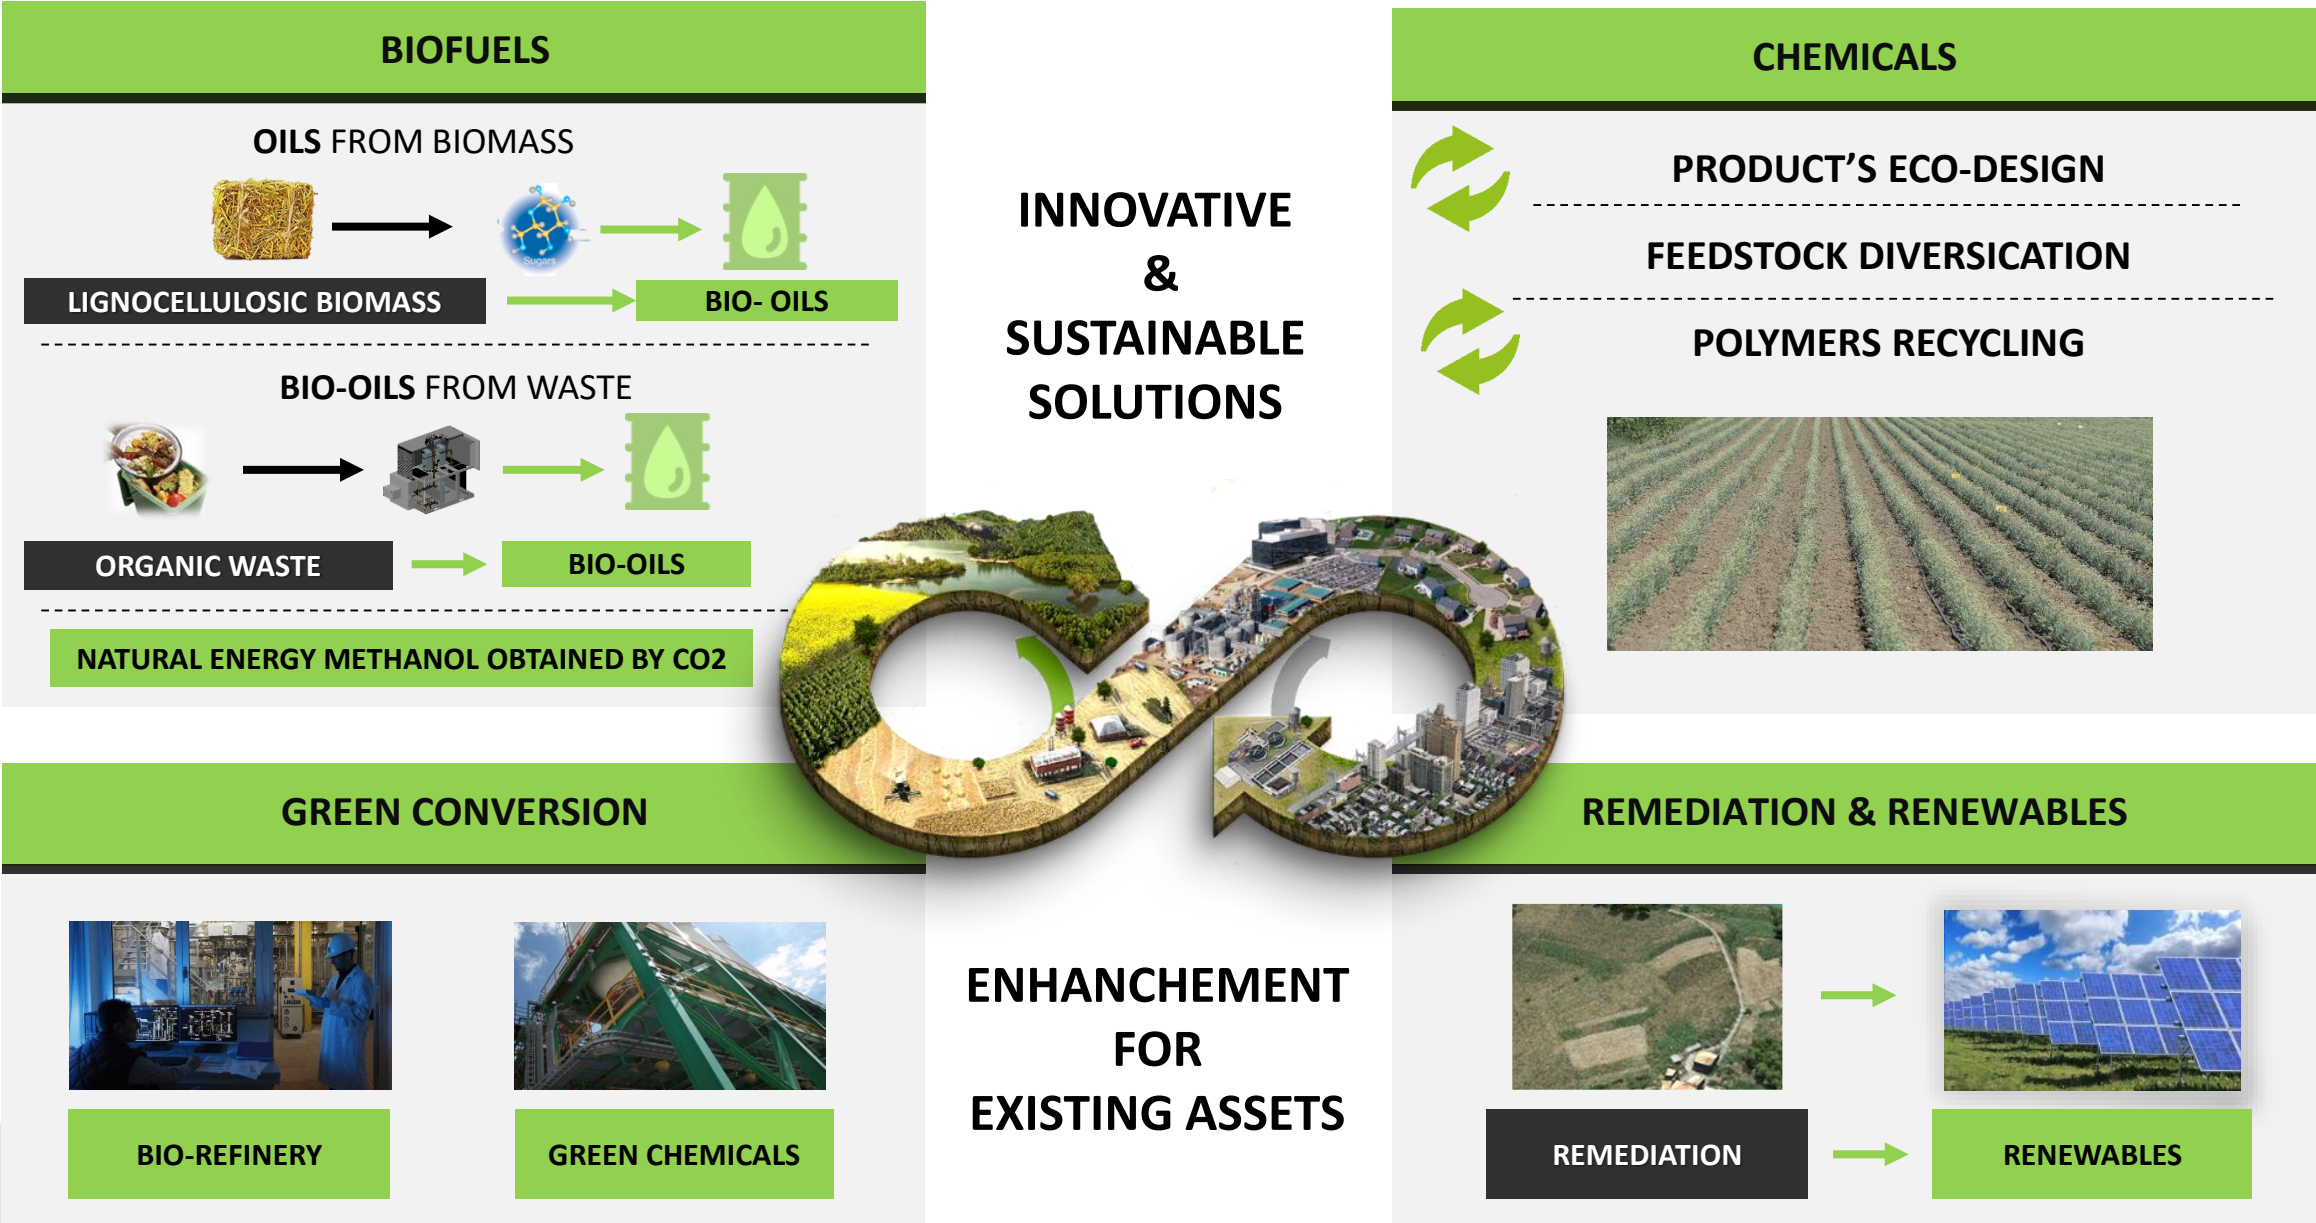 BIOFUELS
OILS FROM BIOMASS
Sugars
LIGNOCELLULOSIC BIOMASS
BIO- OILS
BIO-OILS FROM WASTE
ORGANIC WASTE
BIO-OILS
NATURAL ENERGY METHANOL OBTAINED BY CO2
INNOVATIVE
&
SUSTAINABLE
SOLUTIONS
CHEMICALS
PRODUCT’S ECO-DESIGN
FEEDSTOCK DIVERSICATION
POLYMERS RECYCLING
GREEN CONVERSION
BIO-REFINERY
GREEN CHEMICALS
ENHANCHEMENT
FOR
EXISTING ASSETS
REMEDIATION & RENEWABLES
REMEDIATION
RENEWABLES